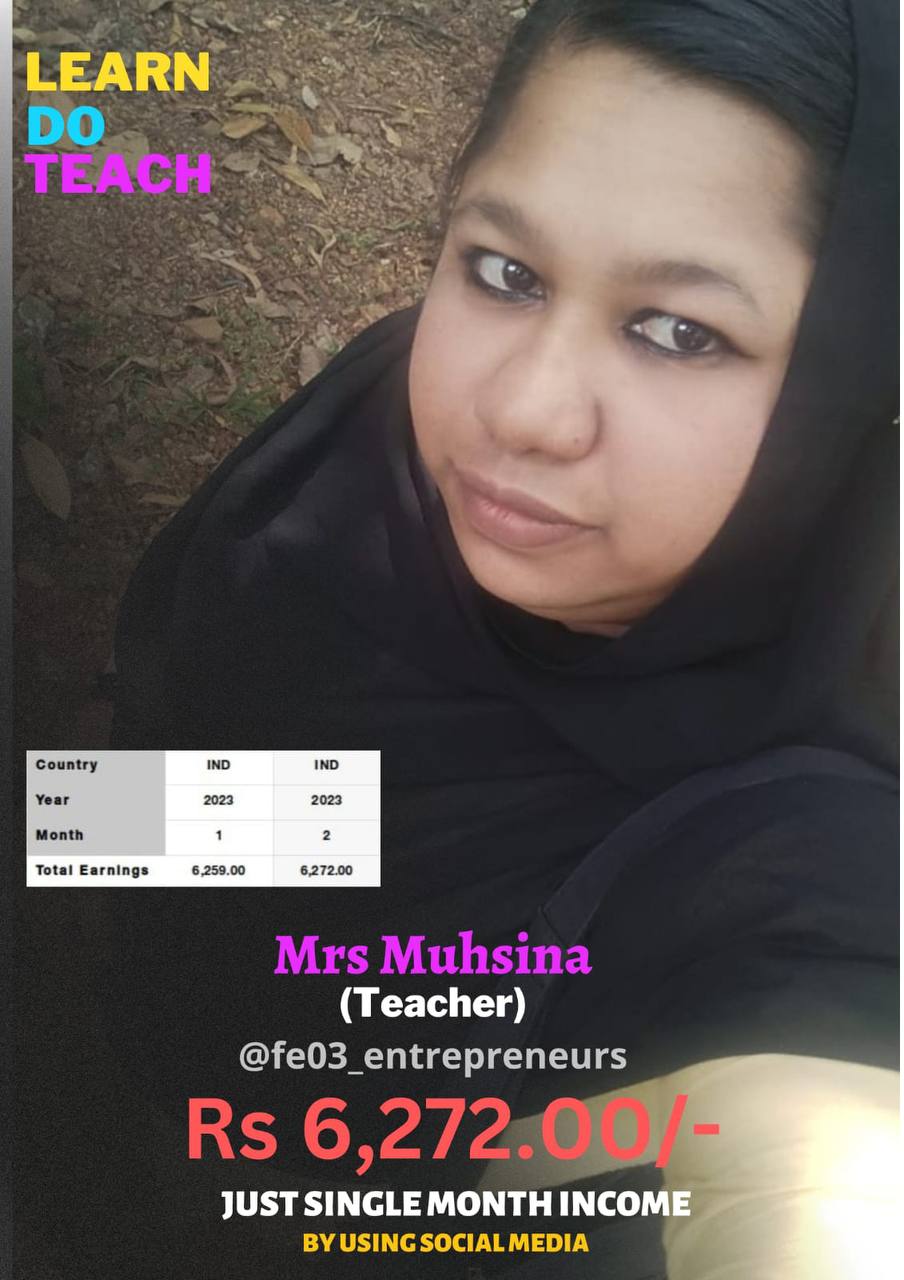 LEARN
DO
TEACH
Country IND IND
Year 2023 2023
Month 1 2
Total Earnings 6,259.00 6,272.00
Mrs Muhsina
(Teacher)
@fe03_entrepreneurs
Rs 6,272.00/-
JUST SINGLE MONTH INCOME
BY USING SOCIAL MEDIA